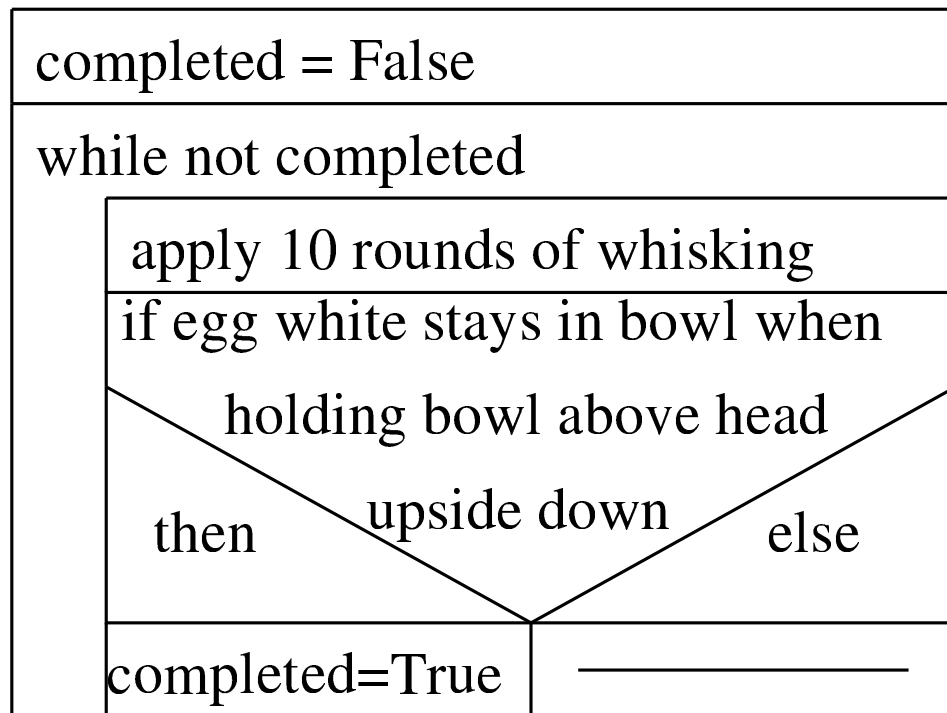 completed = False
while not completed
apply 10 rounds of whisking
if egg white stays in bowl when
holding bowl above head
upside down
then
else
completed=True